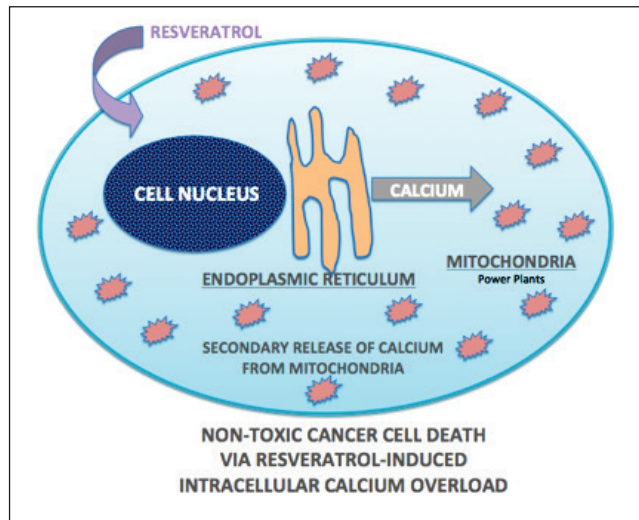 RESVERATROL
CELL NUCLEUS
CALCIUM
ENDOPLASMIC RETICULUM
MITOCHONDRIA
Power Plants
SECONDARY RELEASE OF CALCIUM
FROM MITOCHONDRIA
NON-TOXIC CANCER CELL DEATH
VIA RESVERATROL-INDUCED
INTRACELLULAR CALCIUM OVERLOAD